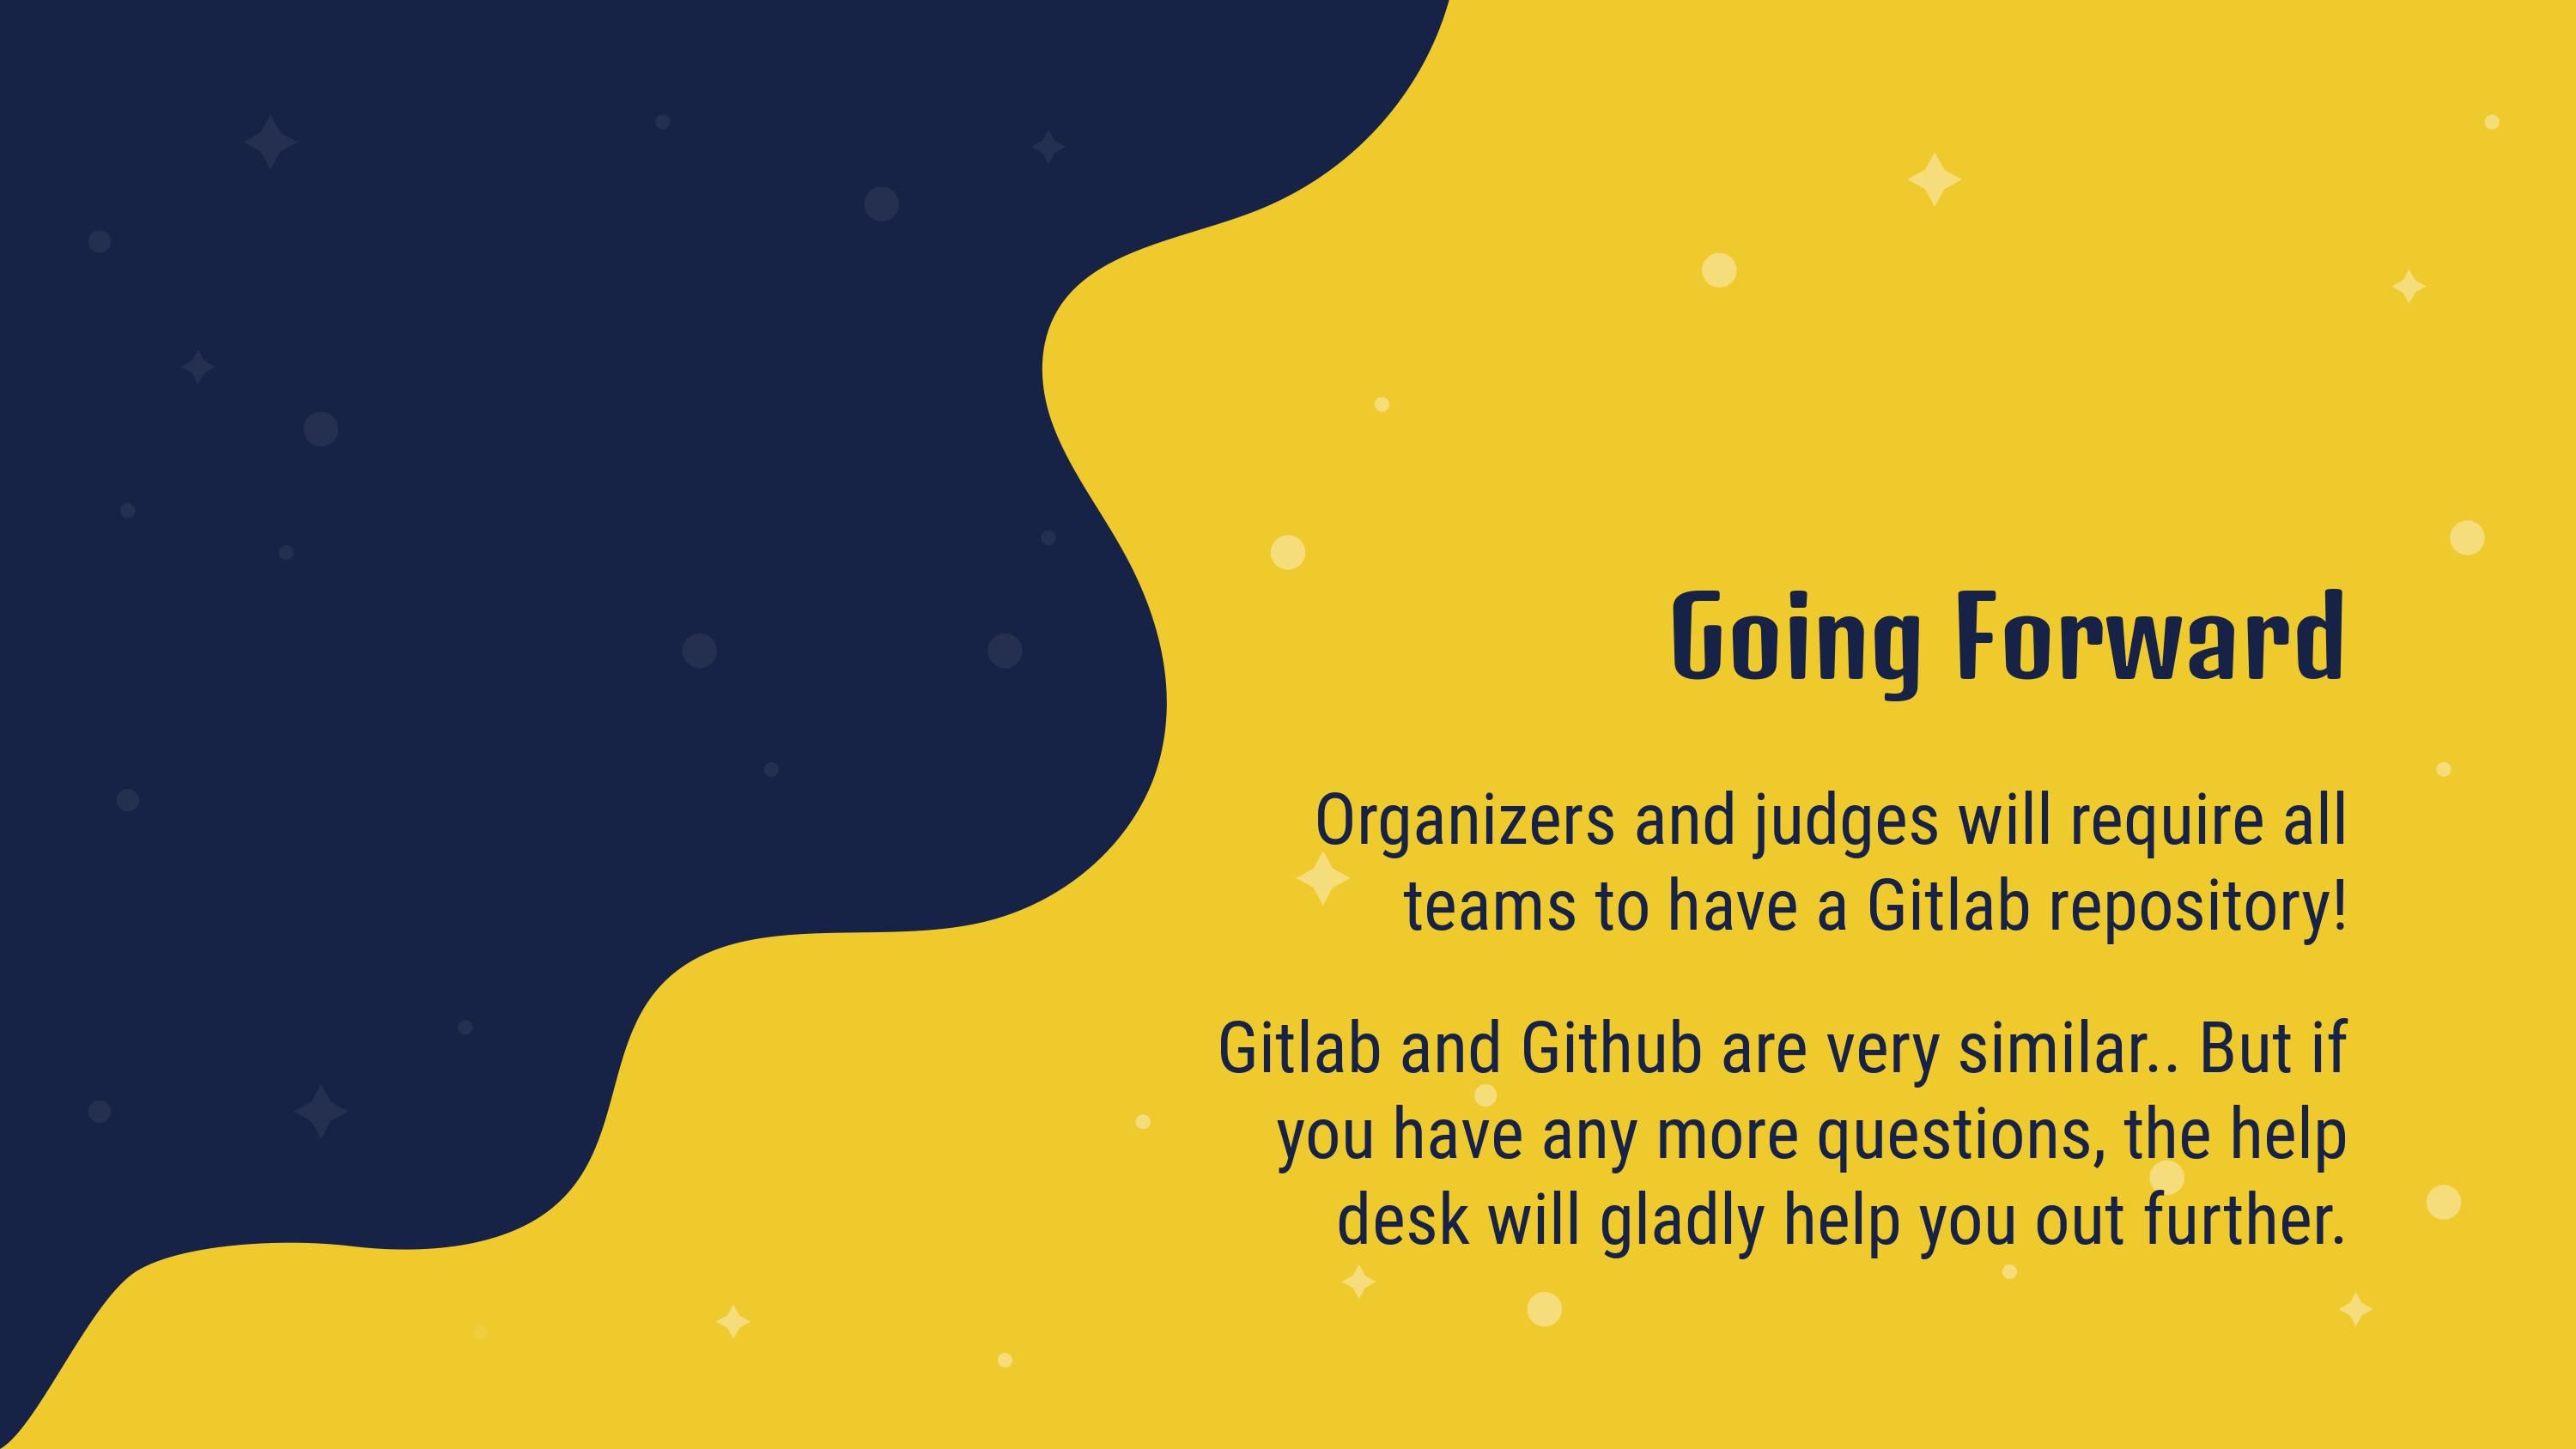 Going Forward
Organizers and judges will require all
teams to have a Gitlab repository!
Gitlab and Github are very similar.. But if
you have any more questions, the help
desk will gladly help you out further.